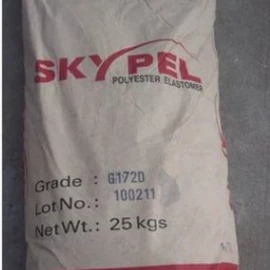 SKYPEL
POLYESTER ELASTOMER
Grade : G172D
Lot No. : 100211
Net Wt. : 25 kgs